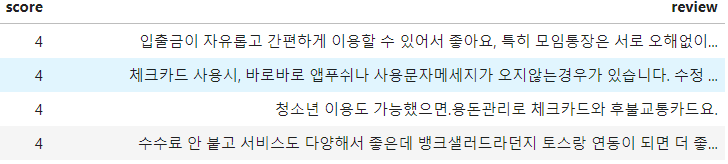 score review
4 입출금이 자유롭고 간편하게 이용할 수 있어서 좋아요, 특히 모임통장은 서로 오해없이...
4 체크카드 사용시, 바로바로 앱푸쉬나 사용문자메세지가 오지않는경우가 있습니다. 수정 ...
4 청소년 이용도 가능했으면.용돈관리로 체크카드와 후불교통카드요.
4 수수료 안 붙고 서비스도 다양해서 좋은데 뱅크샐러드라던지 토스랑 연동이 되면 더 좋...